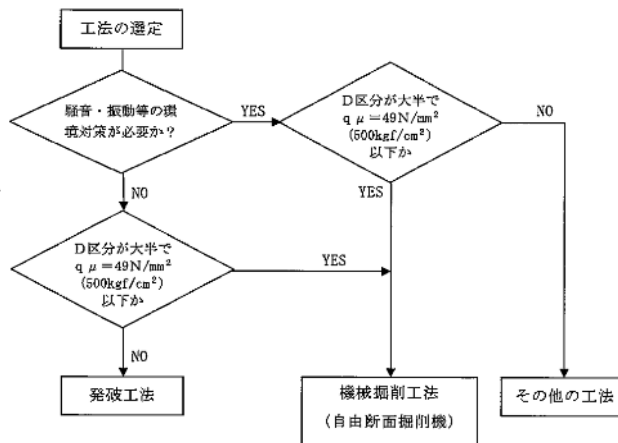 工法の選定
騒音・振動等の環
境対策が必要か?
YES
D区分が大半で
qμ=49N/mm²
(500kgf/cm²)
以下か
NO
YES
NO
D区分が大半で
qμ=49N/mm²
(500kgf/cm²)
以下か
YES
NO
発破工法
機械掘削工法
(自由断面掘削機)
その他の工法